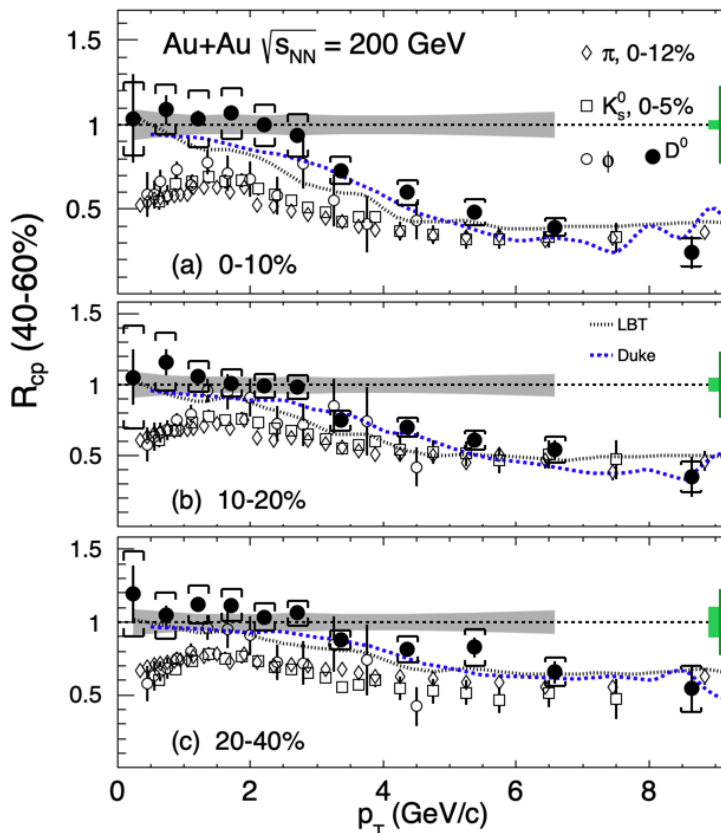 Au+Au √s_NN = 200 GeV
π, 0-12%
K_s^0, 0-5%
ϕ D^0
1.5
1
0.5
(a) 0-10%
R_cp (40-60%)
1.5
1
0.5
LBT
Duke
(b) 10-20%
1.5
1
0.5
(c) 20-40%
0 2 4 6 8
p_T (GeV/c)